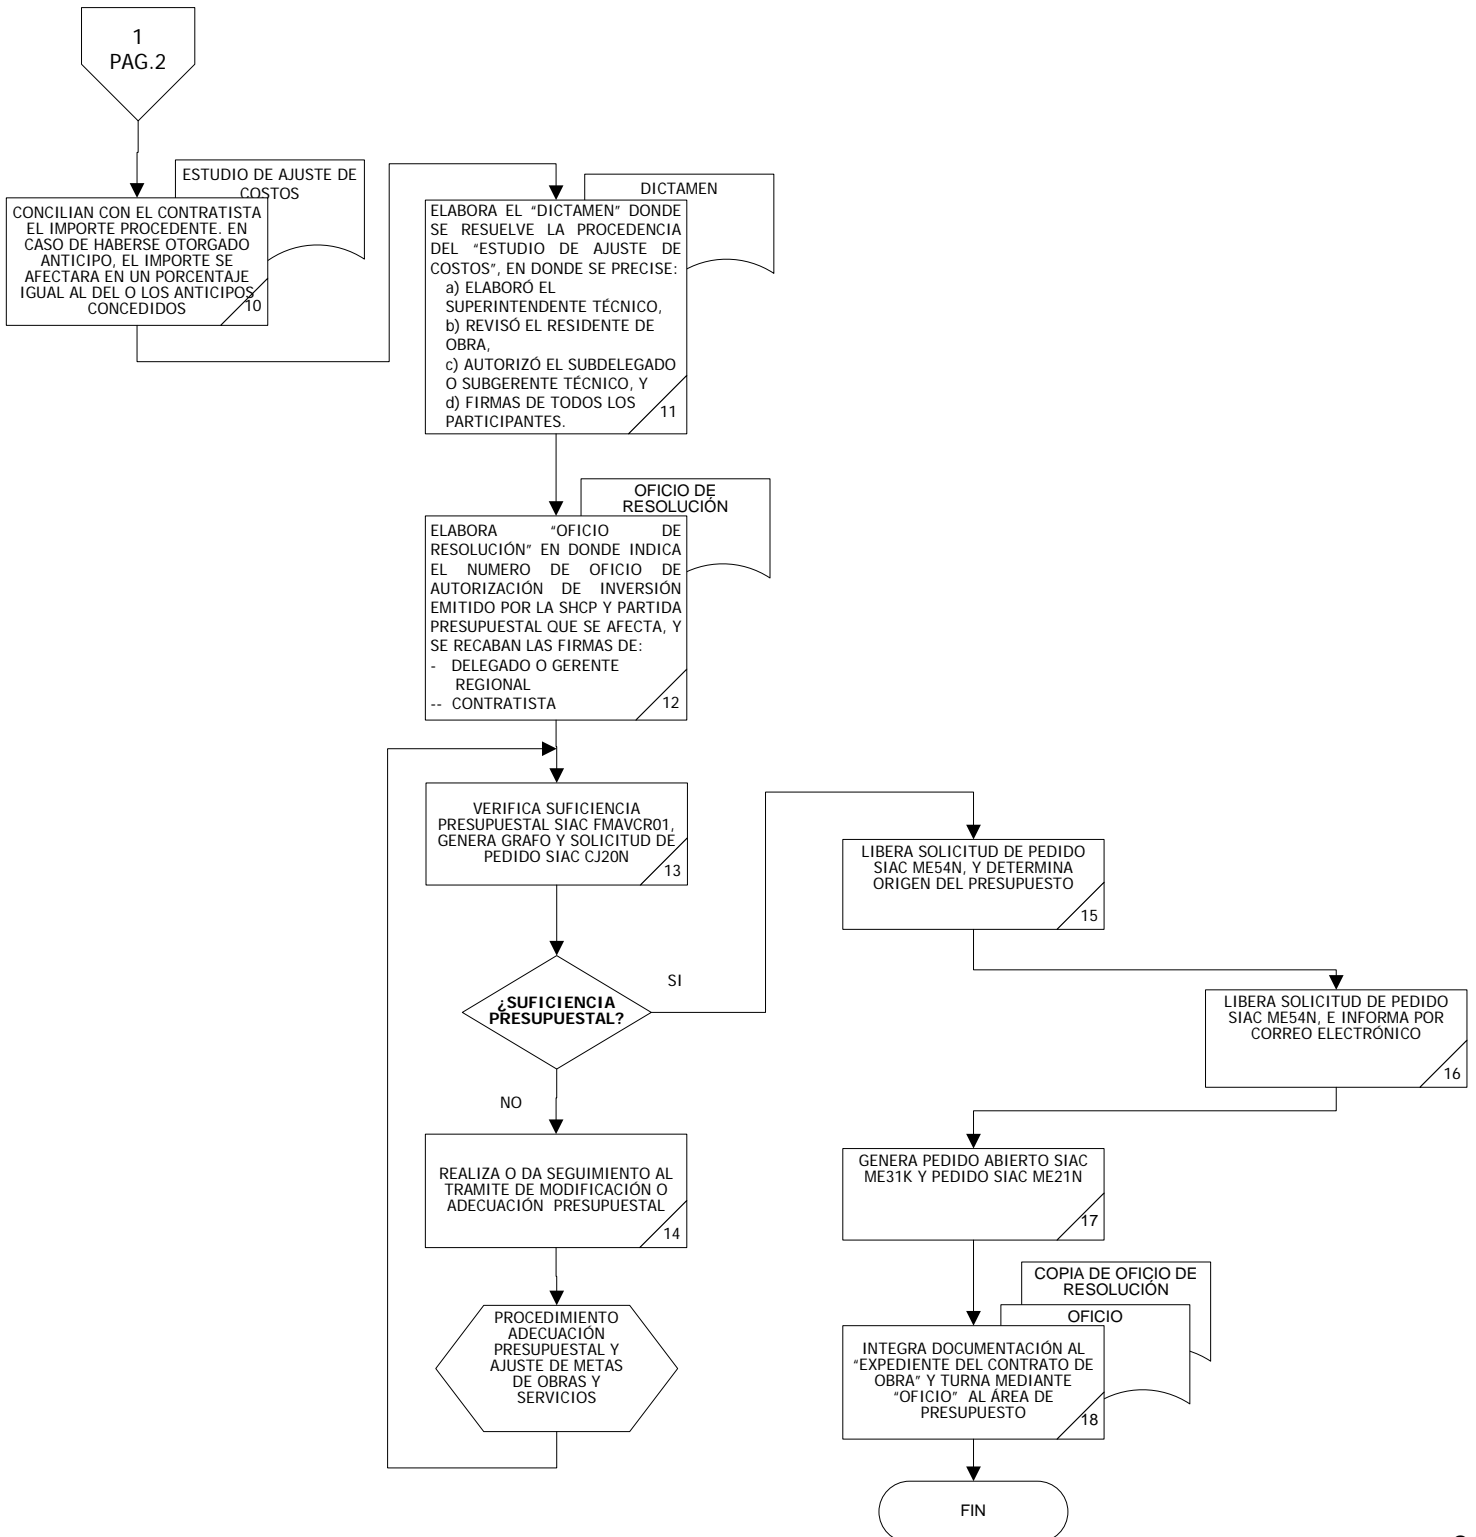 1
PAG.2
ESTUDIO DE AJUSTE DE
COSTOS
CONCILIAN CON EL CONTRATISTA
EL IMPORTE PROCEDENTE. EN
CASO DE HABERSE OTORGADO
ANTICIPO, EL IMPORTE SE
AFECTARA EN UN PORCENTAJE
IGUAL AL DEL O LOS ANTICIPOS
CONCEDIDOS
10
DICTAMEN
ELABORA EL "DICTAMEN" DONDE
SE RESUELVE LA PROCEDENCIA
DEL "ESTUDIO DE AJUSTE DE
COSTOS", EN DONDE SE PRECISE:
a) ELABORÓ EL
SUPERINTENDENTE TÉCNICO,
b) REVISÓ EL RESIDENTE DE
OBRA,
c) AUTORIZÓ EL SUBDELEGADO
O SUBGERENTE TÉCNICO, Y
d) FIRMAS DE TODOS LOS
PARTICIPANTES.
11
OFICIO DE
RESOLUCIÓN
ELABORA "OFICIO DE
RESOLUCIÓN" EN DONDE INDICA
EL NUMERO DE OFICIO DE
AUTORIZACIÓN DE INVERSIÓN
EMITIDO POR LA SHCP Y PARTIDA
PRESUPUESTAL QUE SE AFECTA, Y
SE RECABAN LAS FIRMAS DE:
- DELEGADO O GERENTE
REGIONAL
-- CONTRATISTA
12
VERIFICA SUFICIENCIA
PRESUPUESTAL SIAC FMAVCR01,
GENERA GRAFO Y SOLICITUD DE
PEDIDO SIAC CJ20N
13
¿SUFICIENCIA
PRESUPUESTAL?
SI
NO
REALIZA O DA SEGUIMIENTO AL
TRAMITE DE MODIFICACIÓN O
ADECUACIÓN PRESUPUESTAL
14
PROCEDIMIENTO
ADECUACIÓN
PRESUPUESTAL Y
AJUSTE DE METAS
DE OBRAS Y
SERVICIOS
LIBERA SOLICITUD DE PEDIDO
SIAC ME54N, Y DETERMINA
ORIGEN DEL PRESUPUESTO
15
LIBERA SOLICITUD DE PEDIDO
SIAC ME54N, E INFORMA POR
CORREO ELECTRÓNICO
16
GENERA PEDIDO ABIERTO SIAC
ME31K Y PEDIDO SIAC ME21N
17
COPIA DE OFICIO DE
RESOLUCIÓN
OFICIO
INTEGRA DOCUMENTACIÓN AL
"EXPEDIENTE DEL CONTRATO DE
OBRA" Y TURNA MEDIANTE
"OFICIO" AL ÁREA DE
PRESUPUESTO
18
FIN